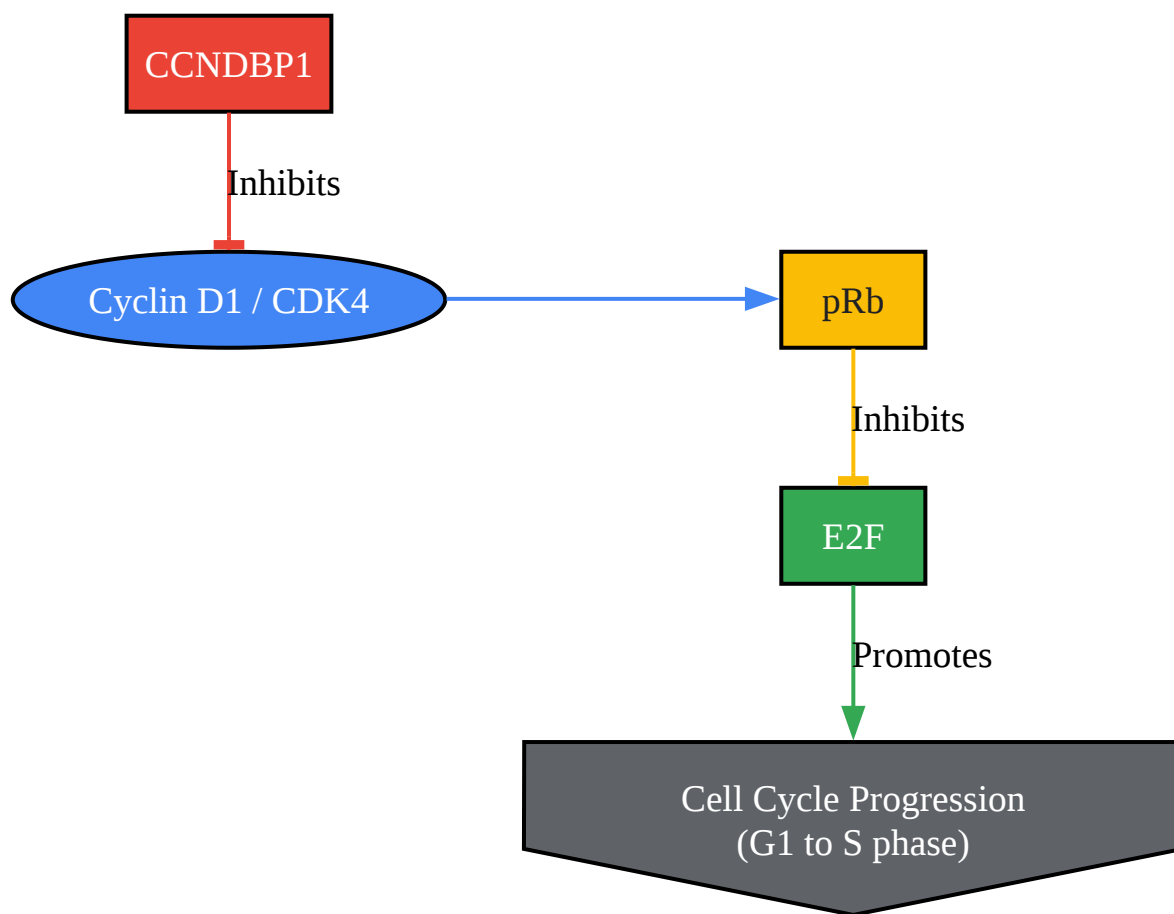 CCNDBP1
Inhibits
Cyclin D1 / CDK4
pRb
Inhibits
E2F
Promotes
Cell Cycle Progression
(G1 to S phase)